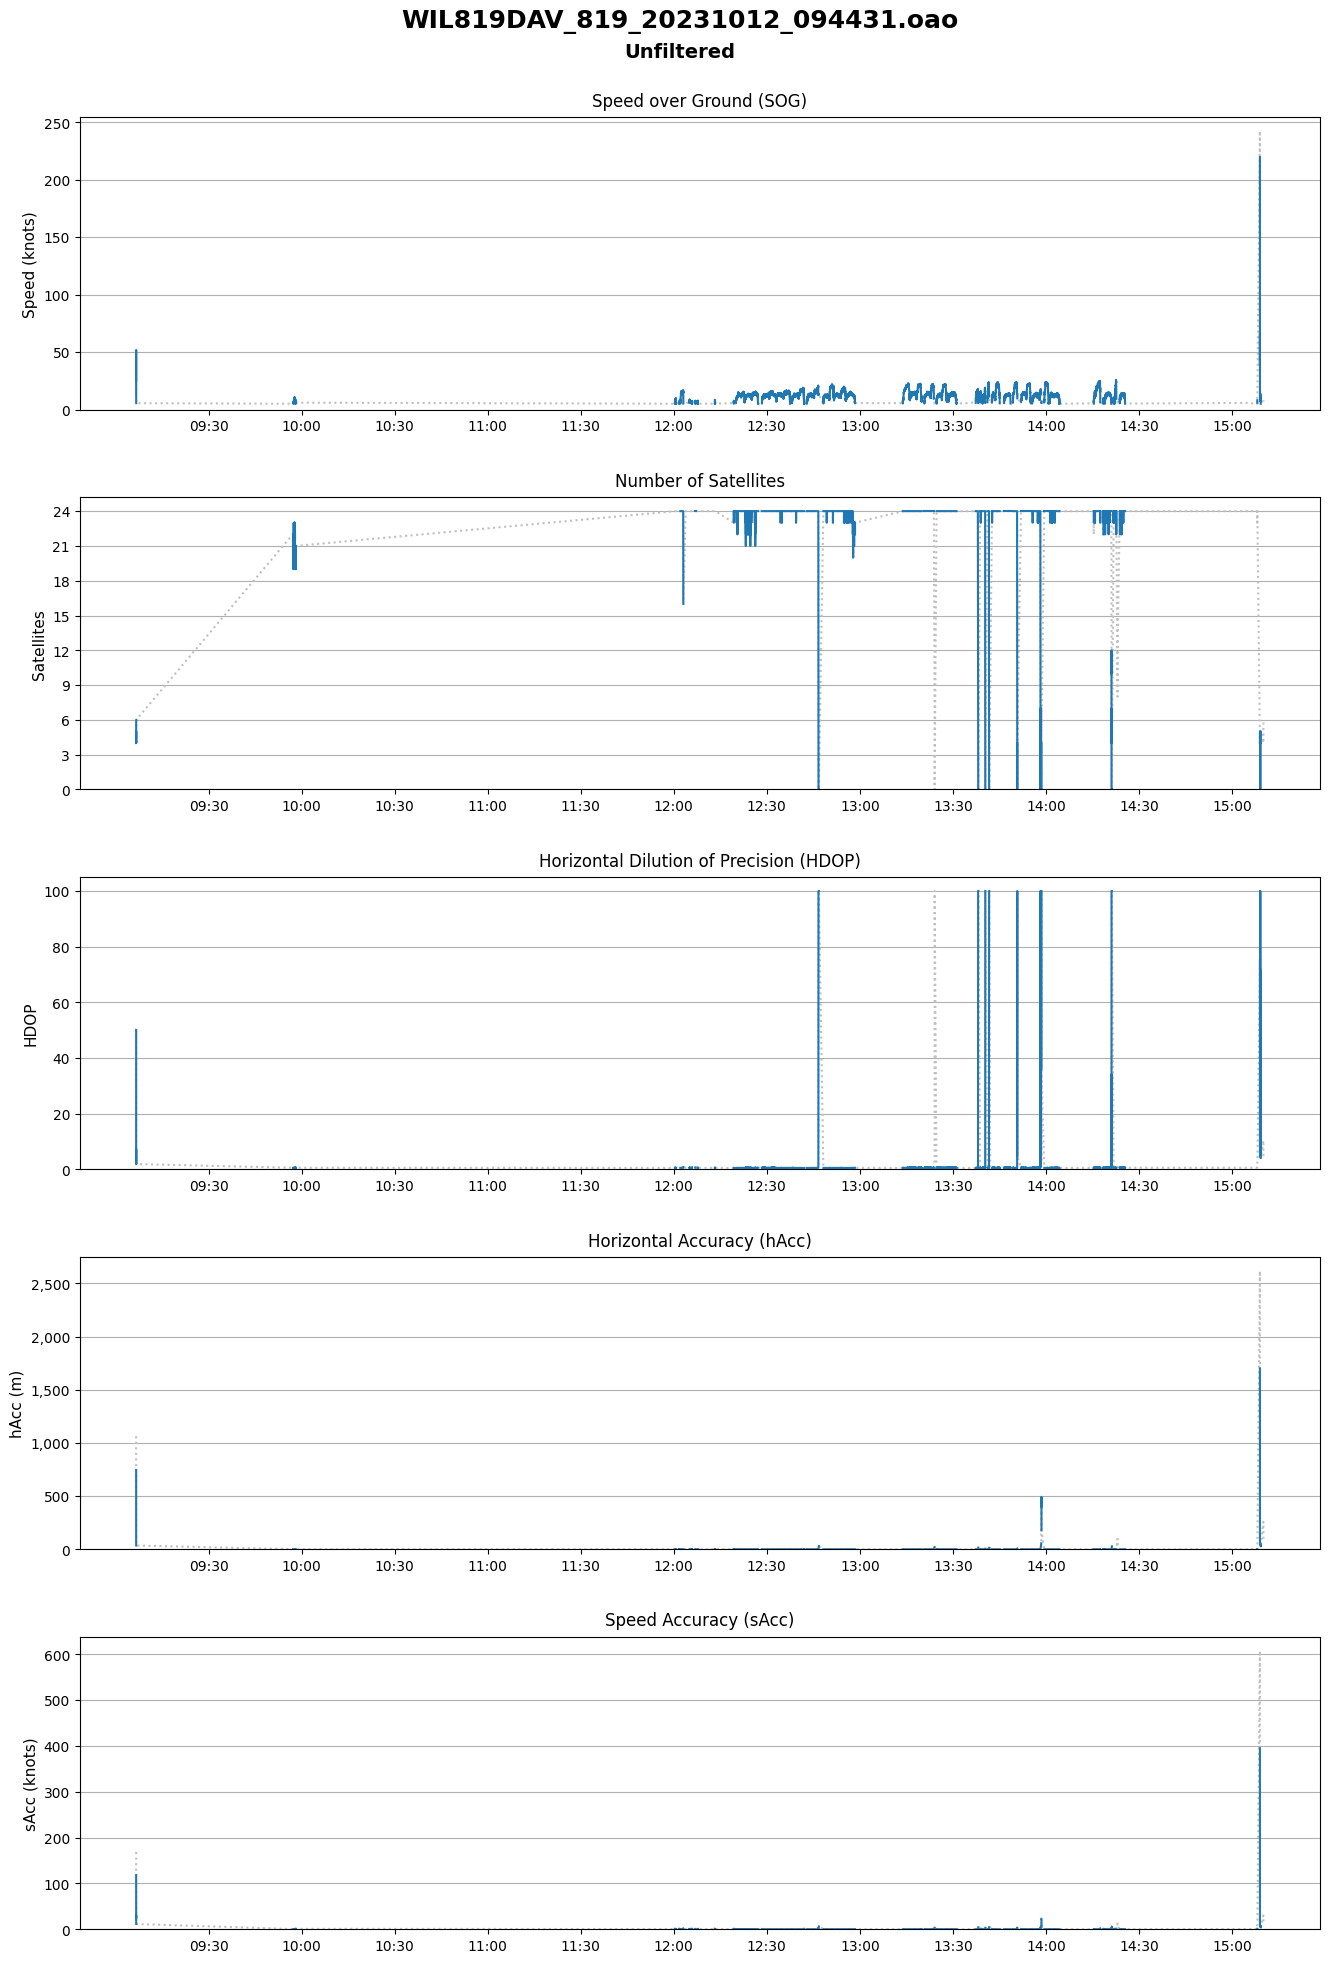 WIL819DAV_819_20231012_094431.oao
Unfiltered
Speed over Ground (SOG)
Speed (knots)
250
200
150
100
50
0
09:30 10:00 10:30 11:00 11:30 12:00 12:30 13:00 13:30 14:00 14:30 15:00
Number of Satellites
Satellites
24
21
18
15
12
9
6
3
0
09:30 10:00 10:30 11:00 11:30 12:00 12:30 13:00 13:30 14:00 14:30 15:00
Horizontal Dilution of Precision (HDOP)
HDOP
100
80
60
40
20
0
09:30 10:00 10:30 11:00 11:30 12:00 12:30 13:00 13:30 14:00 14:30 15:00
Horizontal Accuracy (hAcc)
hAcc (m)
2,500
2,000
1,500
1,000
500
0
09:30 10:00 10:30 11:00 11:30 12:00 12:30 13:00 13:30 14:00 14:30 15:00
Speed Accuracy (sAcc)
sAcc (knots)
600
500
400
300
200
100
0
09:30 10:00 10:30 11:00 11:30 12:00 12:30 13:00 13:30 14:00 14:30 15:00